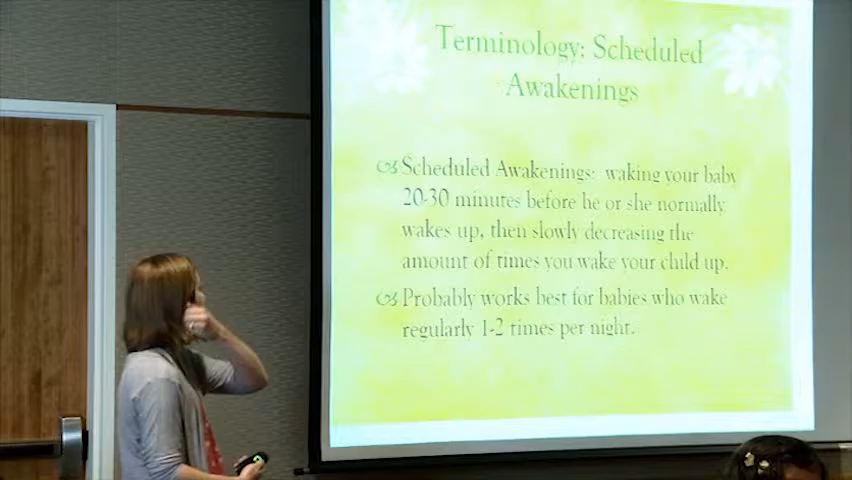 Terminology: Scheduled
Awakenings
Scheduled Awakenings: waking your baby
20-30 minutes before he or she normally
wakes up, then slowly decreasing the
amount of times you wake your child up.
Probably works best for babies who wake
regularly 1-2 times per night.